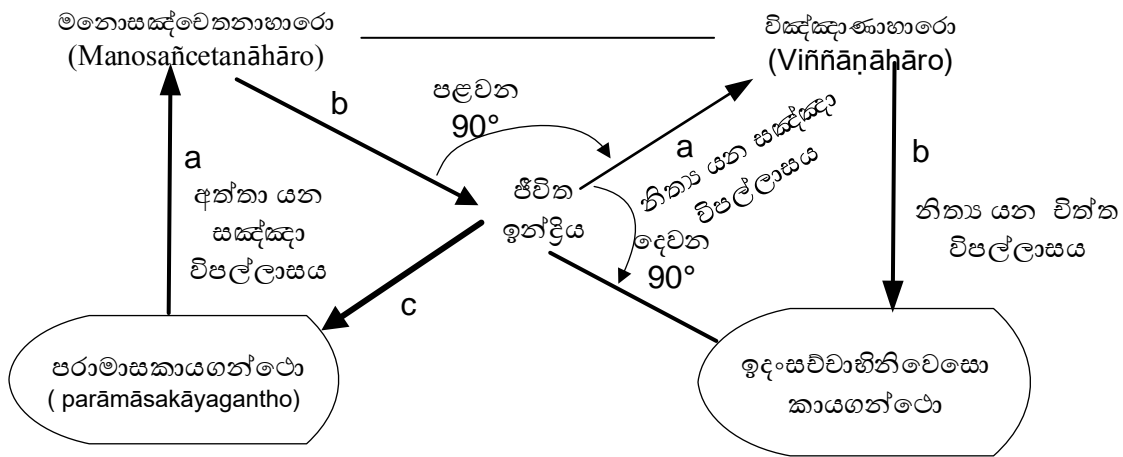 මනොසඤ්චෙතනාහාරො
(Manosañcetanāhāro)
විඤ්ඤාණාහාරො
(Viññāṇāhāro)
b
පළවන
90°
a
නිත්‍ය යන සඤ්ඤා
විපල්ලාසය
a
අත්තා යන
සඤ්ඤා
විපල්ලාසය
ජීවිත
ඉන්ද්‍රිය
දෙවන
90°
b
නිත්‍ය යන චිත්ත
විපල්ලාසය
c
පරාමාසකායගන්ථො
( parāmāsakāyagantho)
ඉදංසච්චාභිනිවෙසො
කායගන්ථො